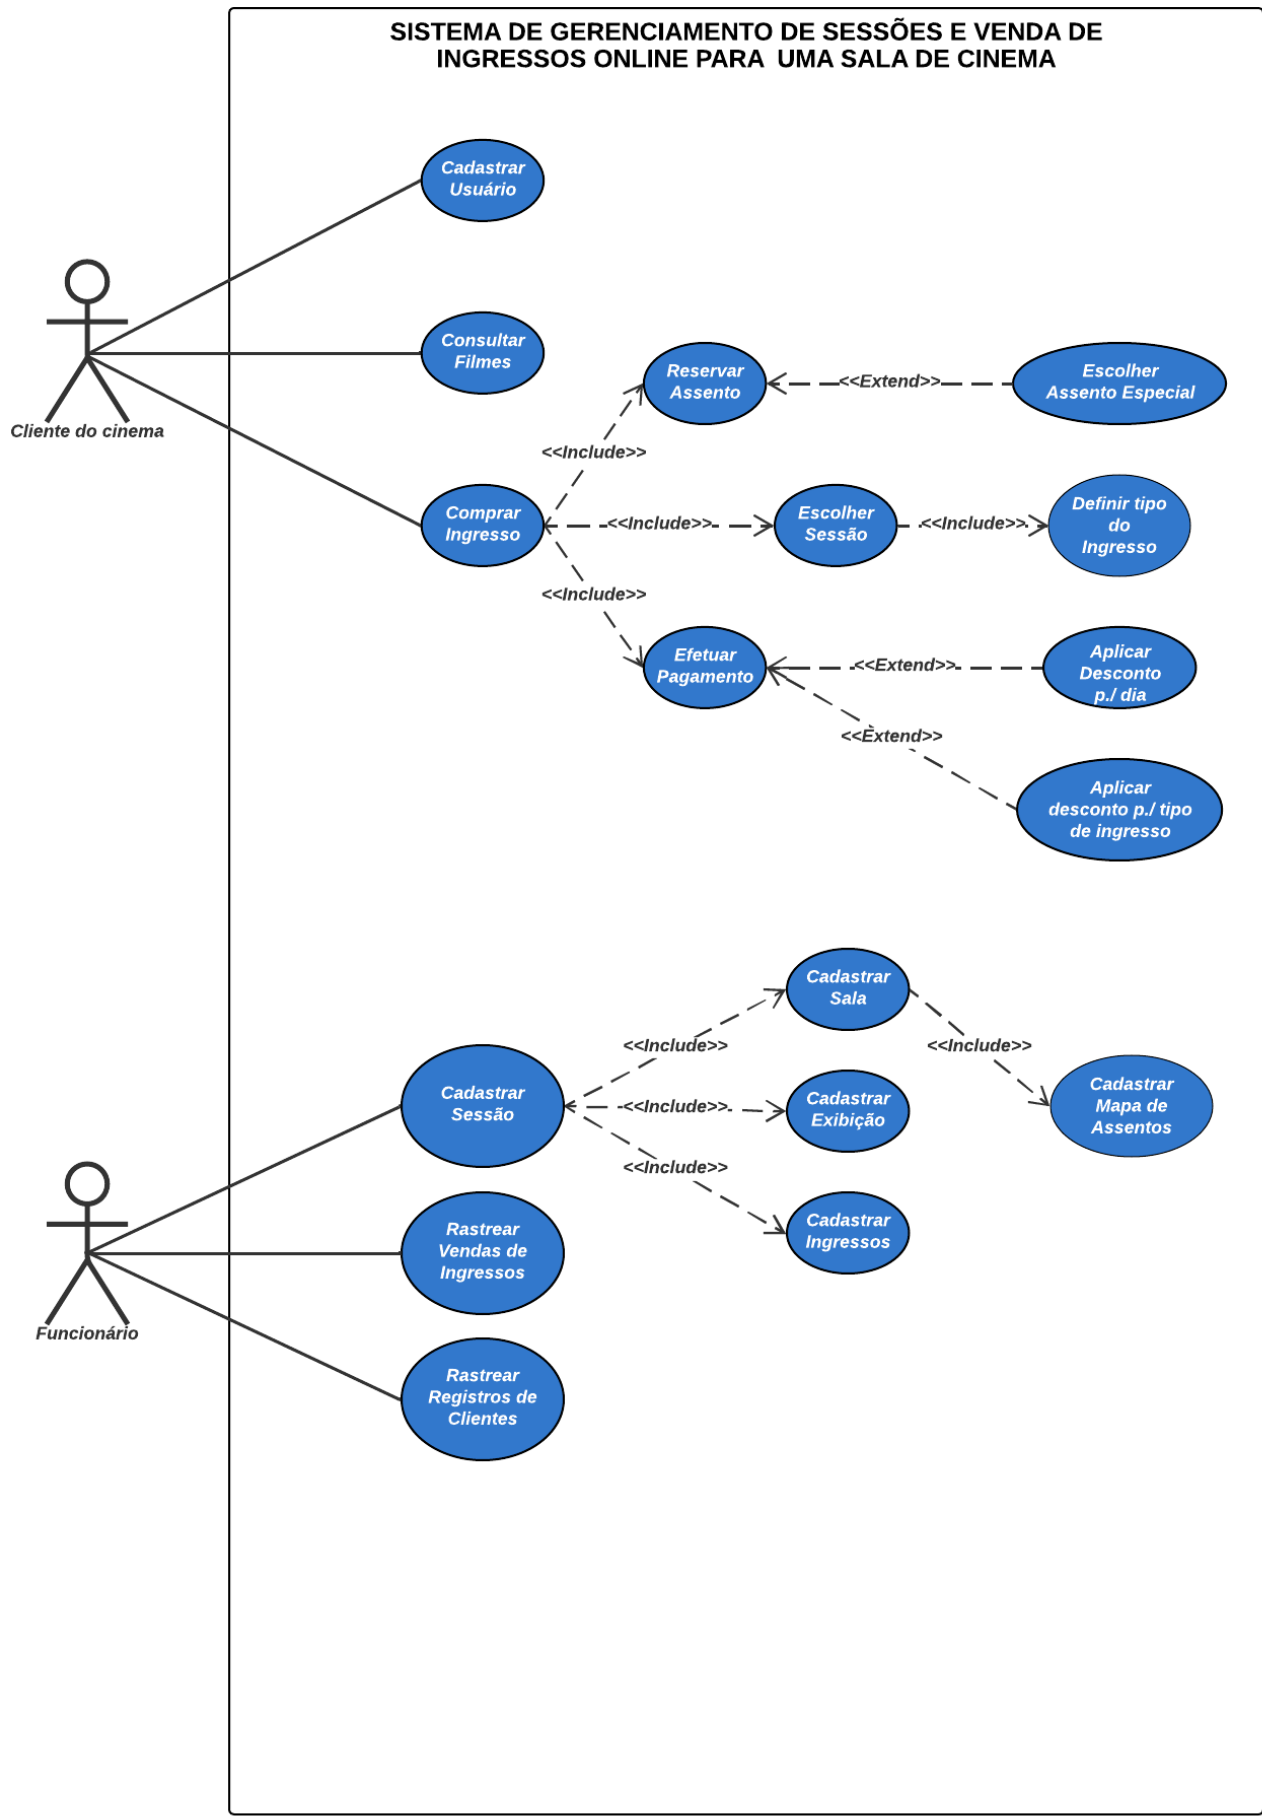 SISTEMA DE GERENCIAMENTO DE SESSÕES E VENDA DE
INGRESSOS ONLINE PARA UMA SALA DE CINEMA
Cadastrar
Usuário
Consultar
Filmes
Cliente do cinema
Reservar
Assento
<<Extend>>
Escolher
Assento Especial
<<Include>>
Comprar
Ingresso
<<Include>>
Escolher
Sessão
<<Include>>
Definir tipo
do
Ingresso
<<Include>>
Efetuar
Pagamento
<<Extend>>
Aplicar
Desconto
p./ dia
<<Extend>>
Aplicar
desconto p./ tipo
de ingresso
Cadastrar
Sala
<<Include>>
<<Include>>
Cadastrar
Sessão
<<Include>>
Cadastrar
Exibição
Cadastrar
Mapa de
Assentos
<<Include>>
Cadastrar
Ingressos
Rastrear
Vendas de
Ingressos
Funcionário
Rastrear
Registros de
Clientes